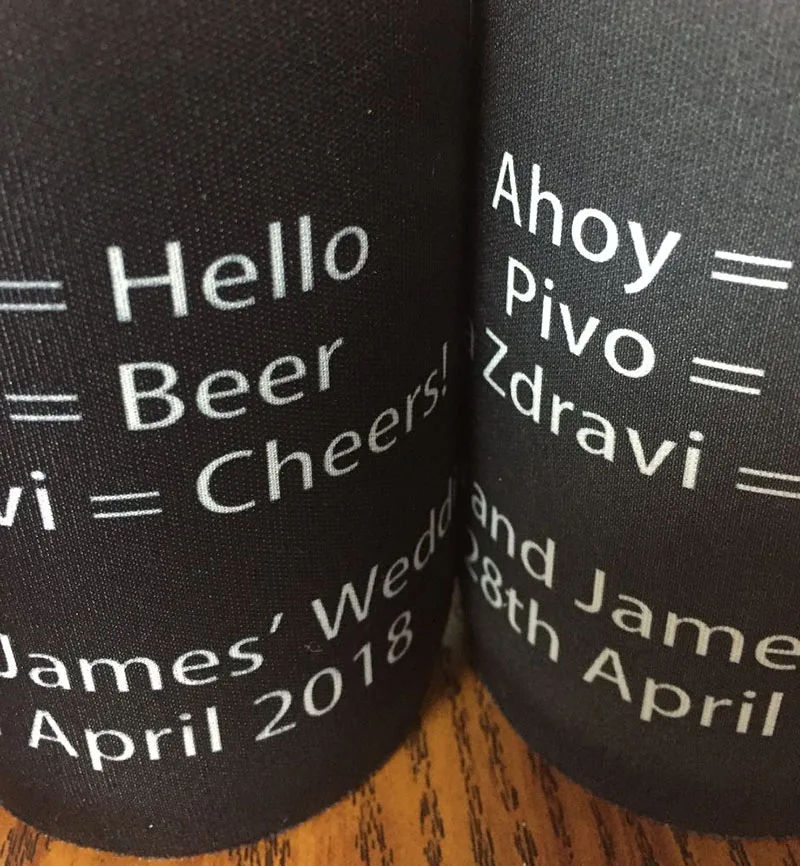 = Hello
= Beer
vi = Cheers!
James’ Wedd
April 2018
Ahoy =
Pivo =
Zdravi =
and James
28th April